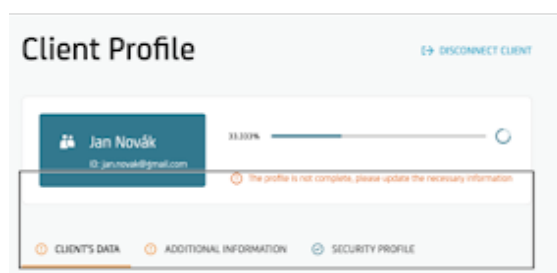 Client Profile
DISCONNECT CLIENT
Jan Novák
ID: jan.novak@gmail.com
33.333%
The profile is not complete, please update the necessary information
CLIENT'S DATA
ADDITIONAL INFORMATION
SECURITY PROFILE